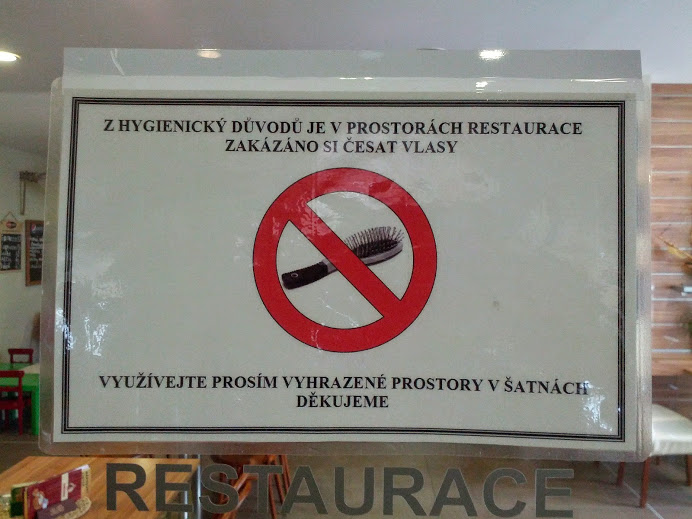 Z HYGIENICKÝ DŮVODŮ JE V PROSTORÁCH RESTAURACE
ZAKÁZÁNO SI ČESAT VLASY
VYUŽÍVEJTE PROSÍM VYHRAZENÉ PROSTORY V ŠATNÁCH
DĚKUJEME
RESTAURACE